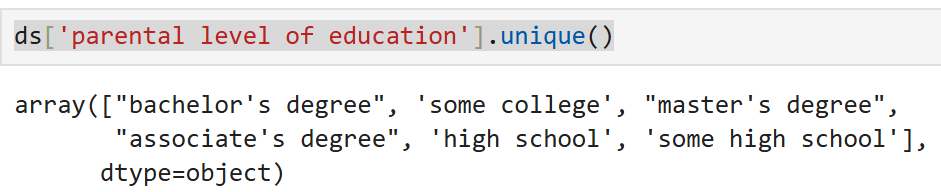 ds['parental level of education'].unique()
array(["bachelor's degree", 'some college', "master's degree",
"associate's degree", 'high school', 'some high school'],
dtype=object)